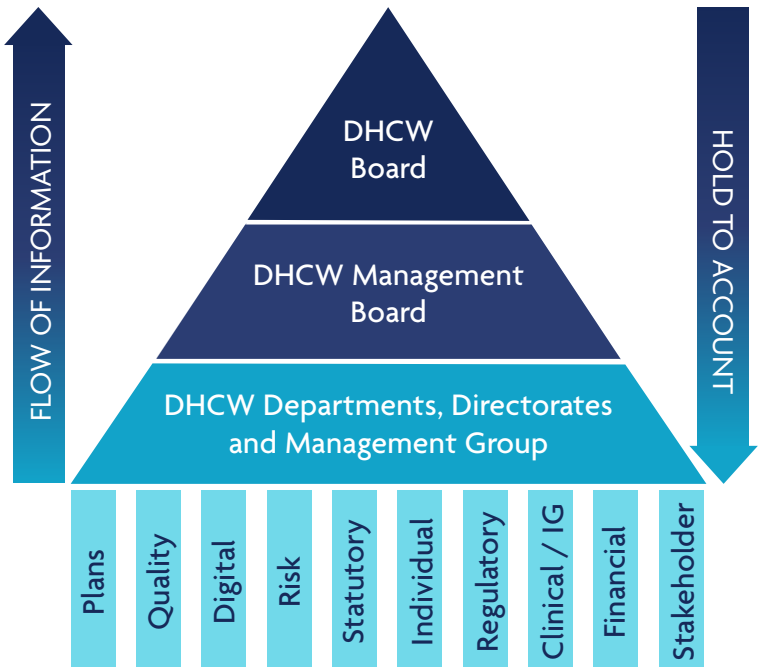 FLOW OF INFORMATION
DHCW
Board
DHCW Management
Board
DHCW Departments, Directorates
and Management Group
HOLD TO ACCOUNT
Plans
Quality
Digital
Risk
Statutory
Individual
Regulatory
Clinical / IG
Financial
Stakeholder